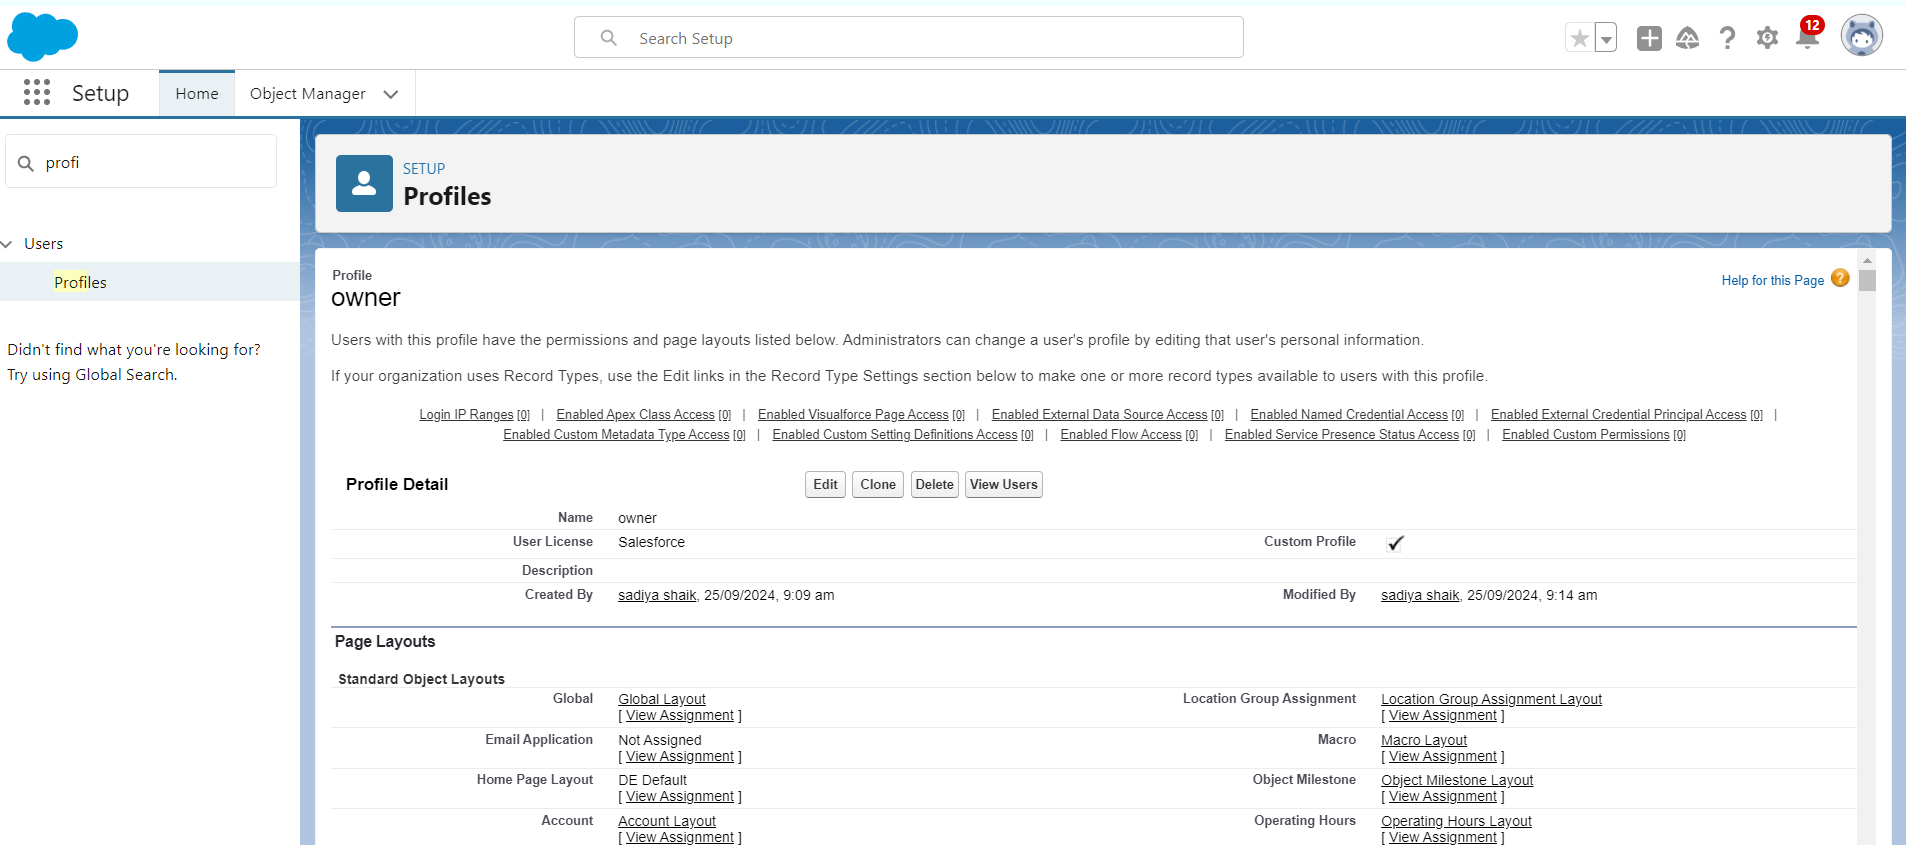 Search Setup
12
Setup
Home
Object Manager
profi
SETUP
Profiles
Users
Profiles
Didn't find what you're looking for?
Try using Global Search.
Profile
owner
Help for this Page ?
Users with this profile have the permissions and page layouts listed below. Administrators can change a user's profile by editing that user's personal information.
If your organization uses Record Types, use the Edit links in the Record Type Settings section below to make one or more record types available to users with this profile.
Login IP Ranges [0] | Enabled Apex Class Access [0] | Enabled Visualforce Page Access [0] | Enabled External Data Source Access [0] | Enabled Named Credential Access [0] | Enabled External Credential Principal Access [0] |
Enabled Custom Metadata Type Access [0] | Enabled Custom Setting Definitions Access [0] | Enabled Flow Access [0] | Enabled Service Presence Status Access [0] | Enabled Custom Permissions [0]
Profile Detail Edit Clone Delete View Users
Name owner
User License Salesforce Custom Profile
Description
Created By sadiya shaik, 25/09/2024, 9:09 am Modified By sadiya shaik, 25/09/2024, 9:14 am
Page Layouts
Standard Object Layouts
Global Global Layout Location Group Assignment Location Group Assignment Layout
[ View Assignment ] [ View Assignment ]
Email Application Not Assigned Macro Macro Layout
[ View Assignment ] [ View Assignment ]
Home Page Layout DE Default Object Milestone Object Milestone Layout
[ View Assignment ] [ View Assignment ]
Account Account Layout Operating Hours Operating Hours Layout
[ View Assignment ] [ View Assignment ]